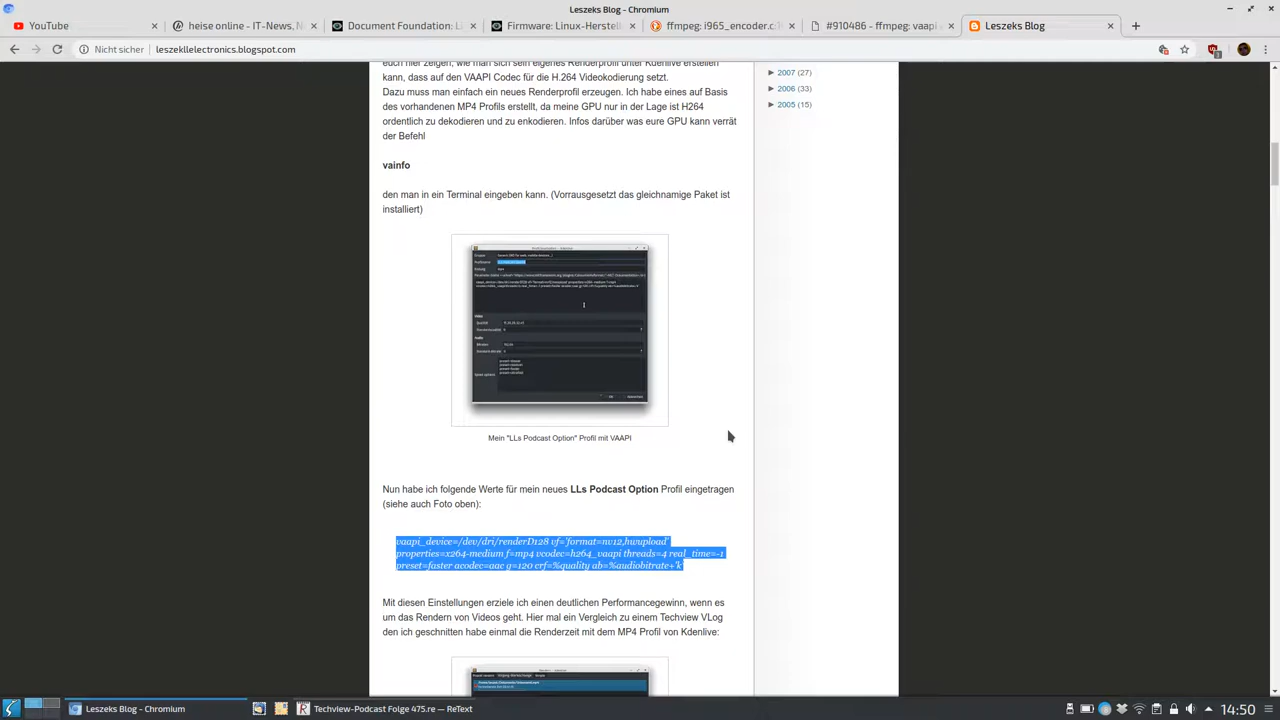 Leszeks Blog - Chromium
YouTube
heise online - IT-News, N
Document Foundation: L
Firmware: Linux-Herstell
ffmpeg: i965_encoder.c:
#910486 - ffmpeg: vaapi
Leszeks Blog
Nicht sicher
leszekllelectronics.blogspot.com
euch hier zeigen, wie man sich sein eigenes Renderprofil unter Kdenlive erstellen
kann, dass auf den VAAPI Codec für die H.264 Videokodierung setzt.
Dazu muss man einfach ein neues Renderprofil erzeugen. Ich habe eines auf Basis
des vorhandenen MP4 Profils erstellt, da meine GPU nur in der Lage ist H264
ordentlich zu dekodieren und zu enkodieren. Infos darüber was eure GPU kann verrät
der Befehl
vainfo
den man in ein Terminal eingeben kann. (Vorrausgesetzt das gleichnamige Paket ist
installiert)
Mein "LLs Podcast Option" Profil mit VAAPI
Nun habe ich folgende Werte für mein neues LLs Podcast Option Profil eingetragen
(siehe auch Foto oben):
vaapi_device=/dev/dri/renderD128 vf='format=nv12,hwupload'
properties=x264-medium f=mp4 vcodec=h264_vaapi threads=4 real_time=-1
preset=faster acodec=aac g=120 crf=%quality ab=%audiobitrate+'k'
Mit diesen Einstellungen erziele ich einen deutlichen Performancegewinn, wenn es
um das Rendern von Videos geht. Hier mal ein Vergleich zu einem Techview VLog
den ich geschnitten habe einmal die Renderzeit mit dem MP4 Profil von Kdenlive:
2007 (27)
2006 (33)
2005 (15)
Leszeks Blog - Chromium
Techview-Podcast Folge 475.re — ReText
14:50